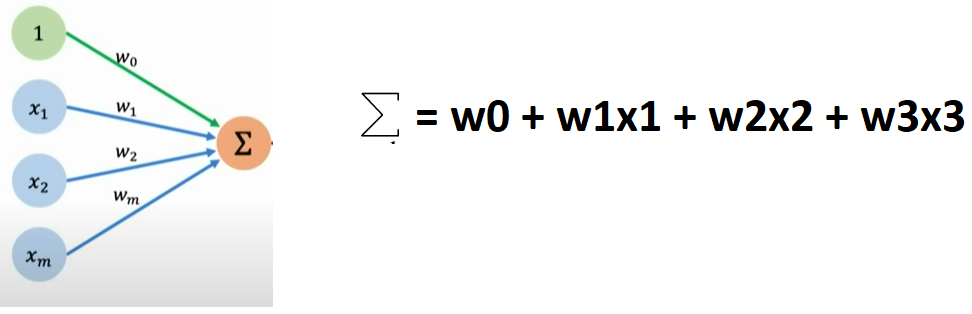 1
w₀
x₁
w₁
Σ
w₂
x₂
wₘ
xₘ
∑ = w0 + w1x1 + w2x2 + w3x3